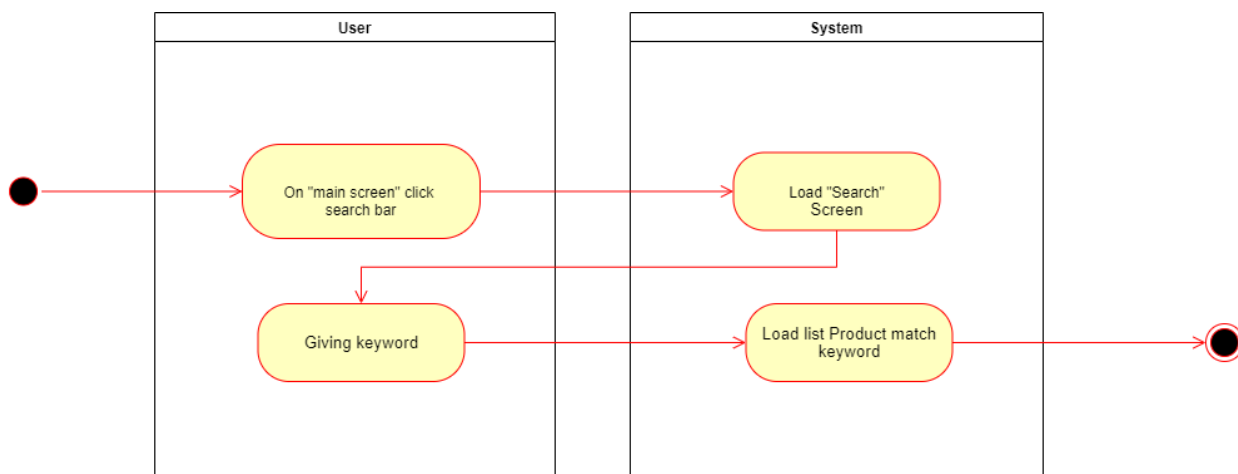 User
System
On "main screen" click
search bar
Load "Search"
Screen
Giving keyword
Load list Product match
keyword